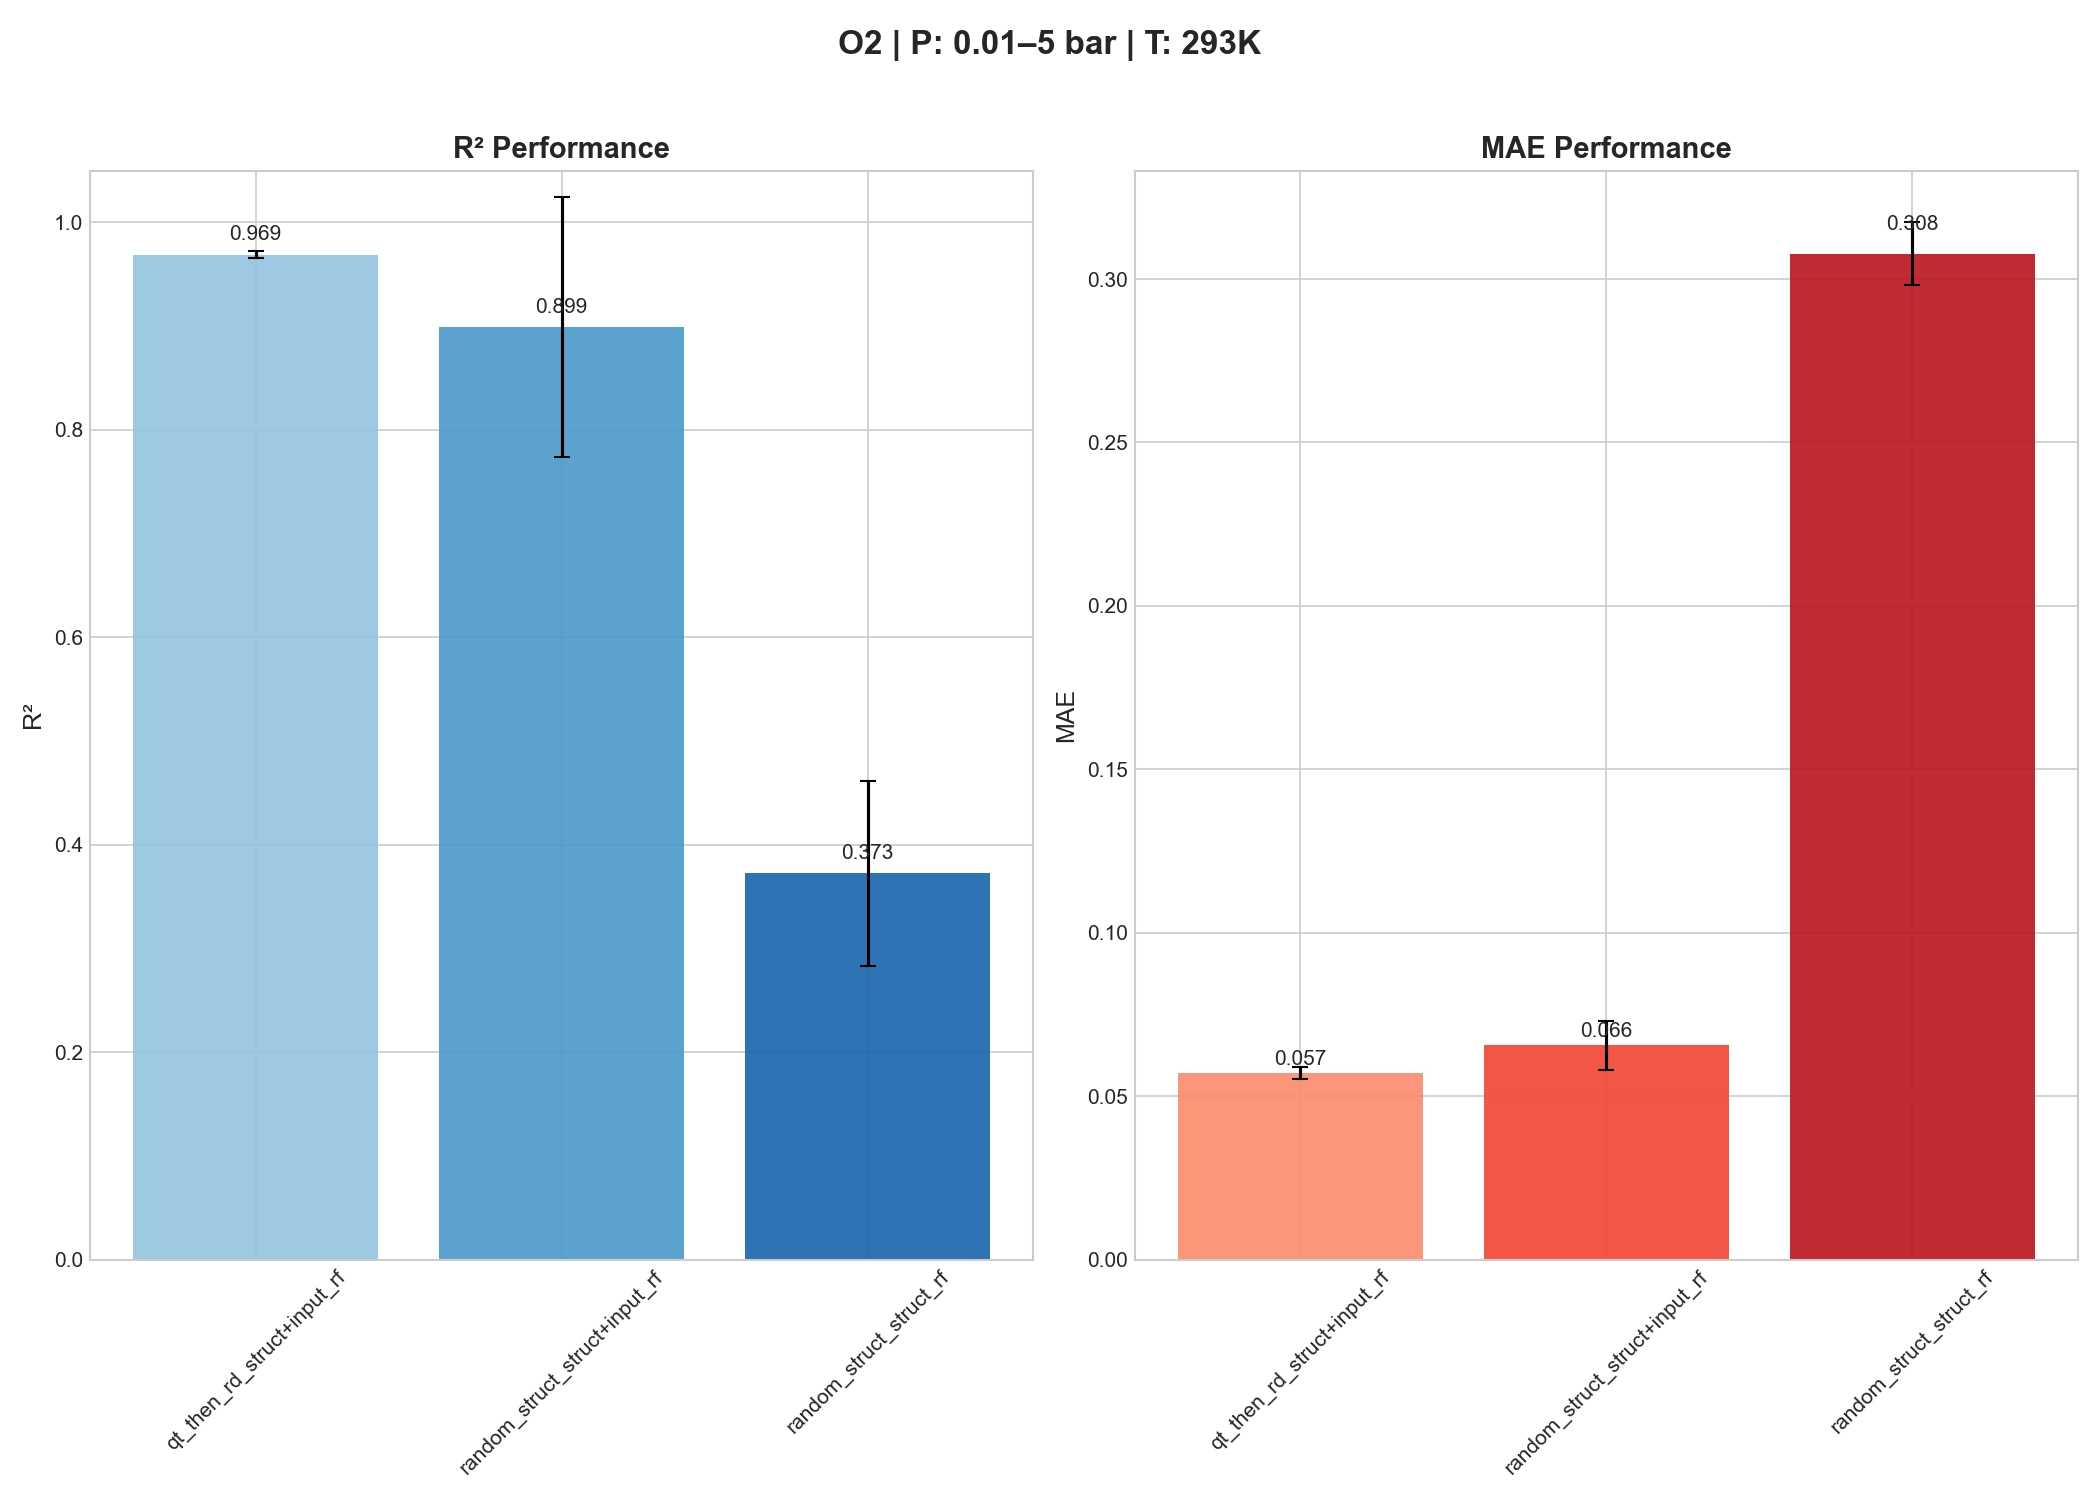 O2 | P: 0.01–5 bar | T: 293K
R² Performance
1.0
0.8
0.6
0.4
0.2
0.0
R²
0.969
0.899
0.373
qt_then_rd_struct+input_rf
random_struct_struct+input_rf
random_struct_struct_rf
MAE Performance
0.30
0.25
0.20
0.15
0.10
0.05
0.00
MAE
0.057
0.066
0.308
qt_then_rd_struct+input_rf
random_struct_struct+input_rf
random_struct_struct_rf